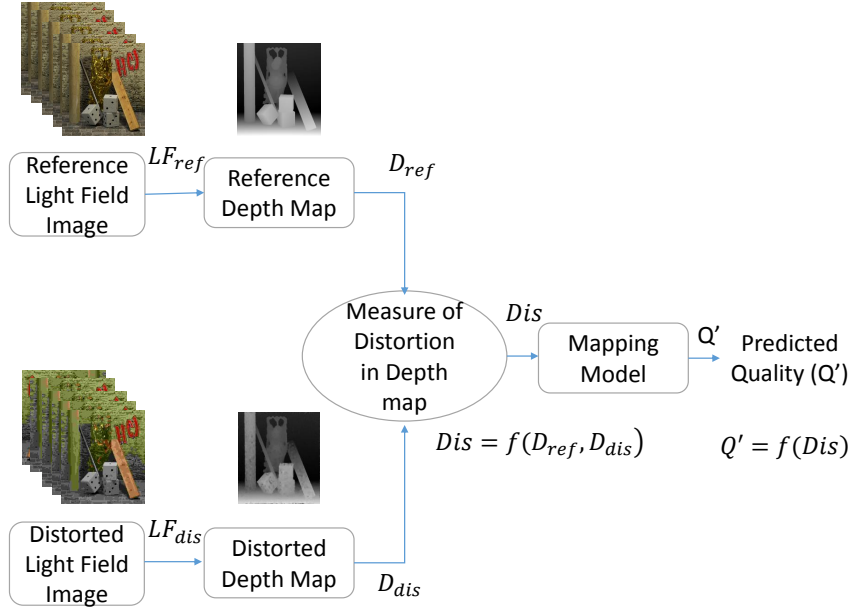 Reference
Light Field
Image
LF_ref
Reference
Depth Map
D_ref
Measure of
Distortion
in Depth
map
Dis
Mapping
Model
Q'
Predicted
Quality (Q')
Dis = f(D_ref, D_dis)
Q' = f(Dis)
Distorted
Light Field
Image
LF_dis
Distorted
Depth Map
D_dis